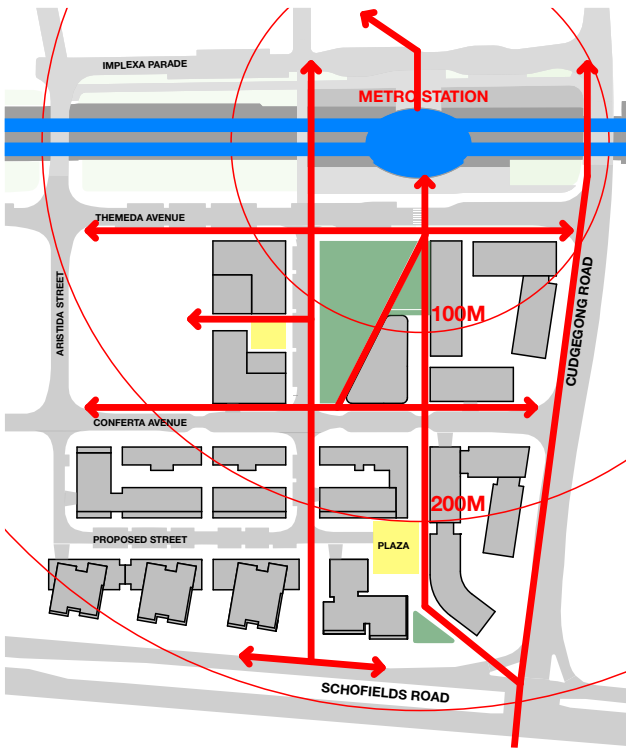 IMPLEXA PARADE
METRO STATION
THEMEDA AVENUE
ARISTIDA STREET
CUDGEGONG ROAD
100M
CONFERTA AVENUE
200M
PROPOSED STREET
PLAZA
SCHOFIELDS ROAD